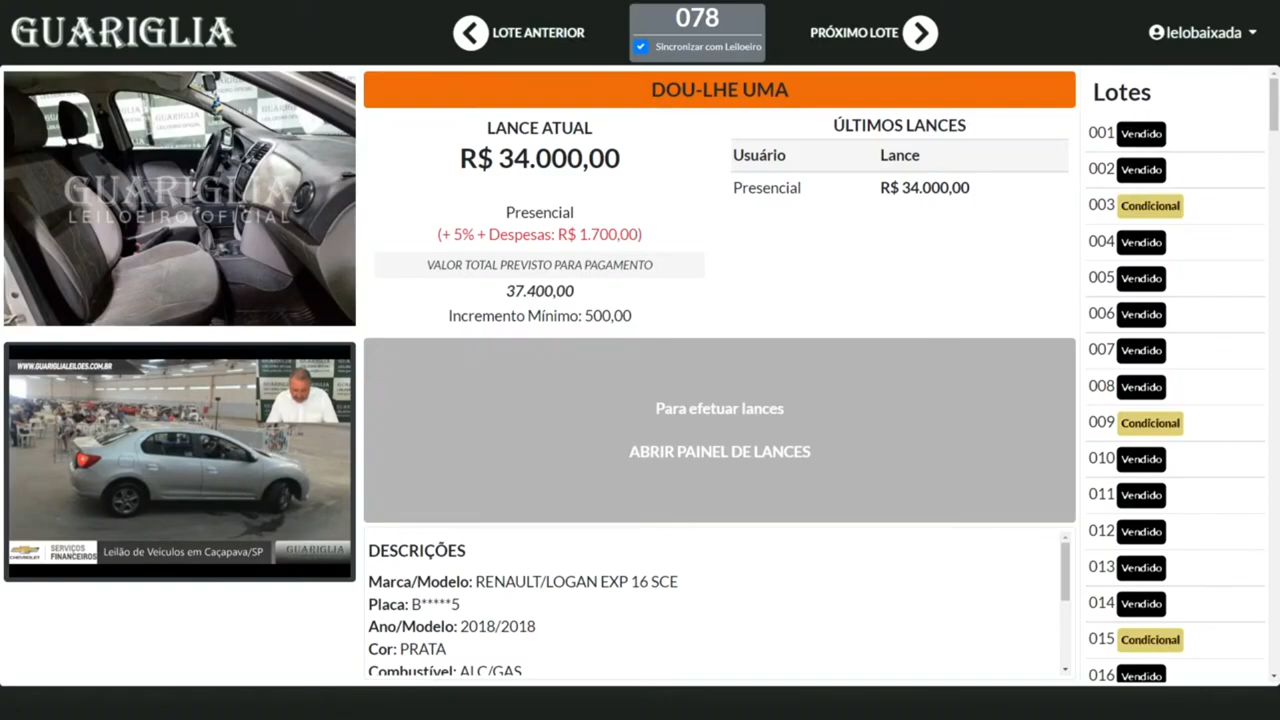 GUARIGLIA
LOTE ANTERIOR
078
Sincronizar com Leiloeiro
PRÓXIMO LOTE
lelobaixada
GUARIGLIA
LEILOEIRO OFICIAL
WWW.GUARIGLIALEILOES.COM.BR
CHEVROLET
SERVIÇOS
FINANCEIROS
Leilão de Veículos em Caçapava/SP
GUARIGLIA
DOU-LHE UMA
LANCE ATUAL
R$ 34.000,00
Presencial
(+ 5% + Despesas: R$ 1.700,00)
VALOR TOTAL PREVISTO PARA PAGAMENTO
37.400,00
Incremento Mínimo: 500,00
ÚLTIMOS LANCES
Usuário Lance
Presencial R$ 34.000,00
Para efetuar lances
ABRIR PAINEL DE LANCES
DESCRIÇÕES
Marca/Modelo: RENAULT/LOGAN EXP 16 SCE
Placa: B*****5
Ano/Modelo: 2018/2018
Cor: PRATA
Combustível: ALC/GAS
Lotes
001 Vendido
002 Vendido
003 Condicional
004 Vendido
005 Vendido
006 Vendido
007 Vendido
008 Vendido
009 Condicional
010 Vendido
011 Vendido
012 Vendido
013 Vendido
014 Vendido
015 Condicional
016 Vendido